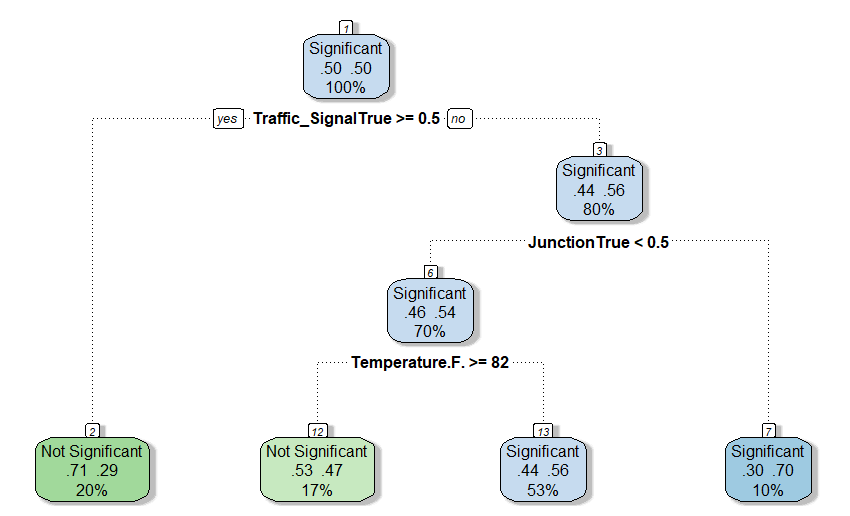 1
Significant
.50 .50
100%
yes Traffic_SignalTrue >= 0.5 no
3
Significant
.44 .56
80%
JunctionTrue < 0.5
6
Significant
.46 .54
70%
Temperature.F. >= 82
2
Not Significant
.71 .29
20%
12
Not Significant
.53 .47
17%
13
Significant
.44 .56
53%
7
Significant
.30 .70
10%